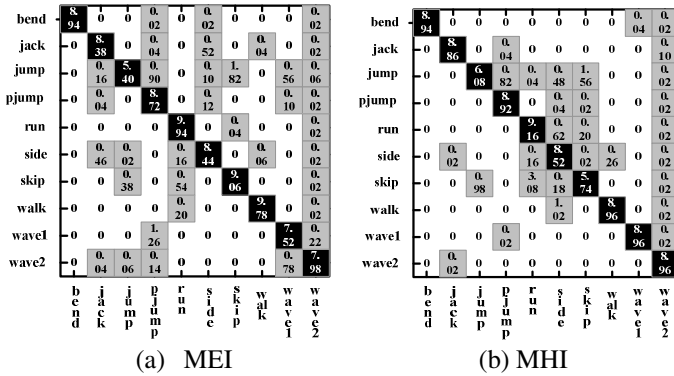 bend 8.94 0 0 0.02 0 0.02 0 0 0 0.02
jack 0 8.38 0 0.04 0 0.52 0 0.04 0 0.02
jump 0 0.16 5.40 0.90 0 0.10 1.82 0 0.56 0.06
pjump 0 0.04 0 8.72 0 0.12 0 0 0.10 0.02
run 0 0 0 0 9.94 0 0.04 0 0 0.02
side 0 0.46 0.02 0 0.16 8.44 0 0.06 0 0.02
skip 0 0 0.38 0 0.54 0 9.06 0 0 0.02
walk 0 0 0 0 0.20 0 0 9.78 0 0.02
wave1 0 0 0 1.26 0 0 0 0 7.52 0.22
wave2 0 0.04 0.06 0.14 0 0 0 0 0.78 7.98
bend jack jump pjump run side skip walk wave1 wave2
(a) MEI
bend 8.94 0 0 0 0 0 0 0 0.04 0.02
jack 0 8.86 0 0.04 0 0 0 0 0 0.10
jump 0 0 6.08 0.82 0.04 0.48 1.56 0 0 0.02
pjump 0 0 0 8.92 0 0.04 0.02 0 0 0.02
run 0 0 0 0 9.16 0.62 0.20 0 0 0.02
side 0 0.02 0 0 0.16 8.52 0.02 0.26 0 0.02
skip 0 0 0.98 0 3.08 0.18 5.74 0 0 0.02
walk 0 0 0 0 0 1.02 0 8.96 0 0.02
wave1 0 0 0 0.02 0 0 0 0 8.96 0.02
wave2 0 0.02 0 0 0 0 0 0 0 8.96
bend jack jump pjump run side skip walk wave1 wave2
(b) MHI